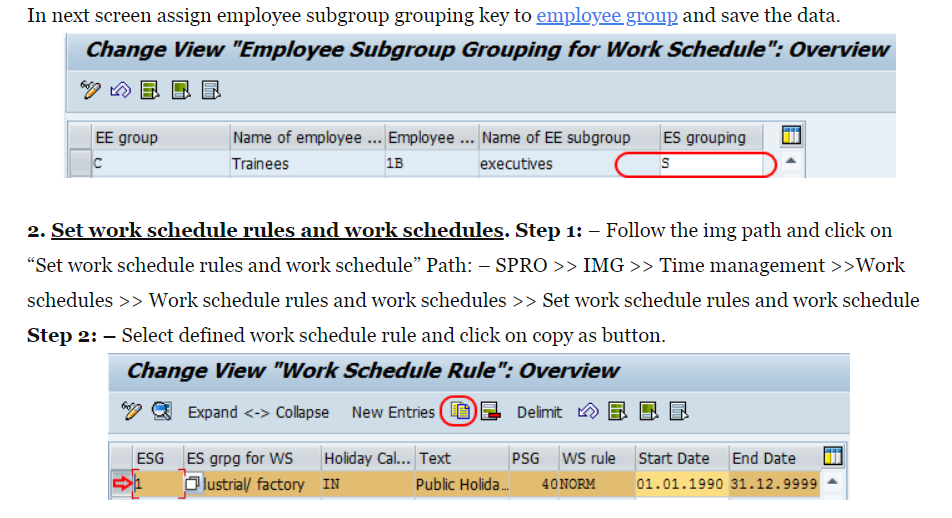 In next screen assign employee subgroup grouping key to employee group and save the data.
Change View "Employee Subgroup Grouping for Work Schedule": Overview
EE group Name of employee ... Employee ... Name of EE subgroup ES grouping
C Trainees 1B executives S
2. Set work schedule rules and work schedules. Step 1: – Follow the img path and click on
“Set work schedule rules and work schedule” Path: – SPRO >> IMG >> Time management >>Work
schedules >> Work schedule rules and work schedules >> Set work schedule rules and work schedule
Step 2: – Select defined work schedule rule and click on copy as button.
Change View "Work Schedule Rule": Overview
Expand <-> Collapse New Entries Delimit
ESG ES grpg for WS Holiday Cal... Text PSG WS rule Start Date End Date
1 lustrial/ factory IN Public Holida... 40 NORM 01.01.1990 31.12.9999